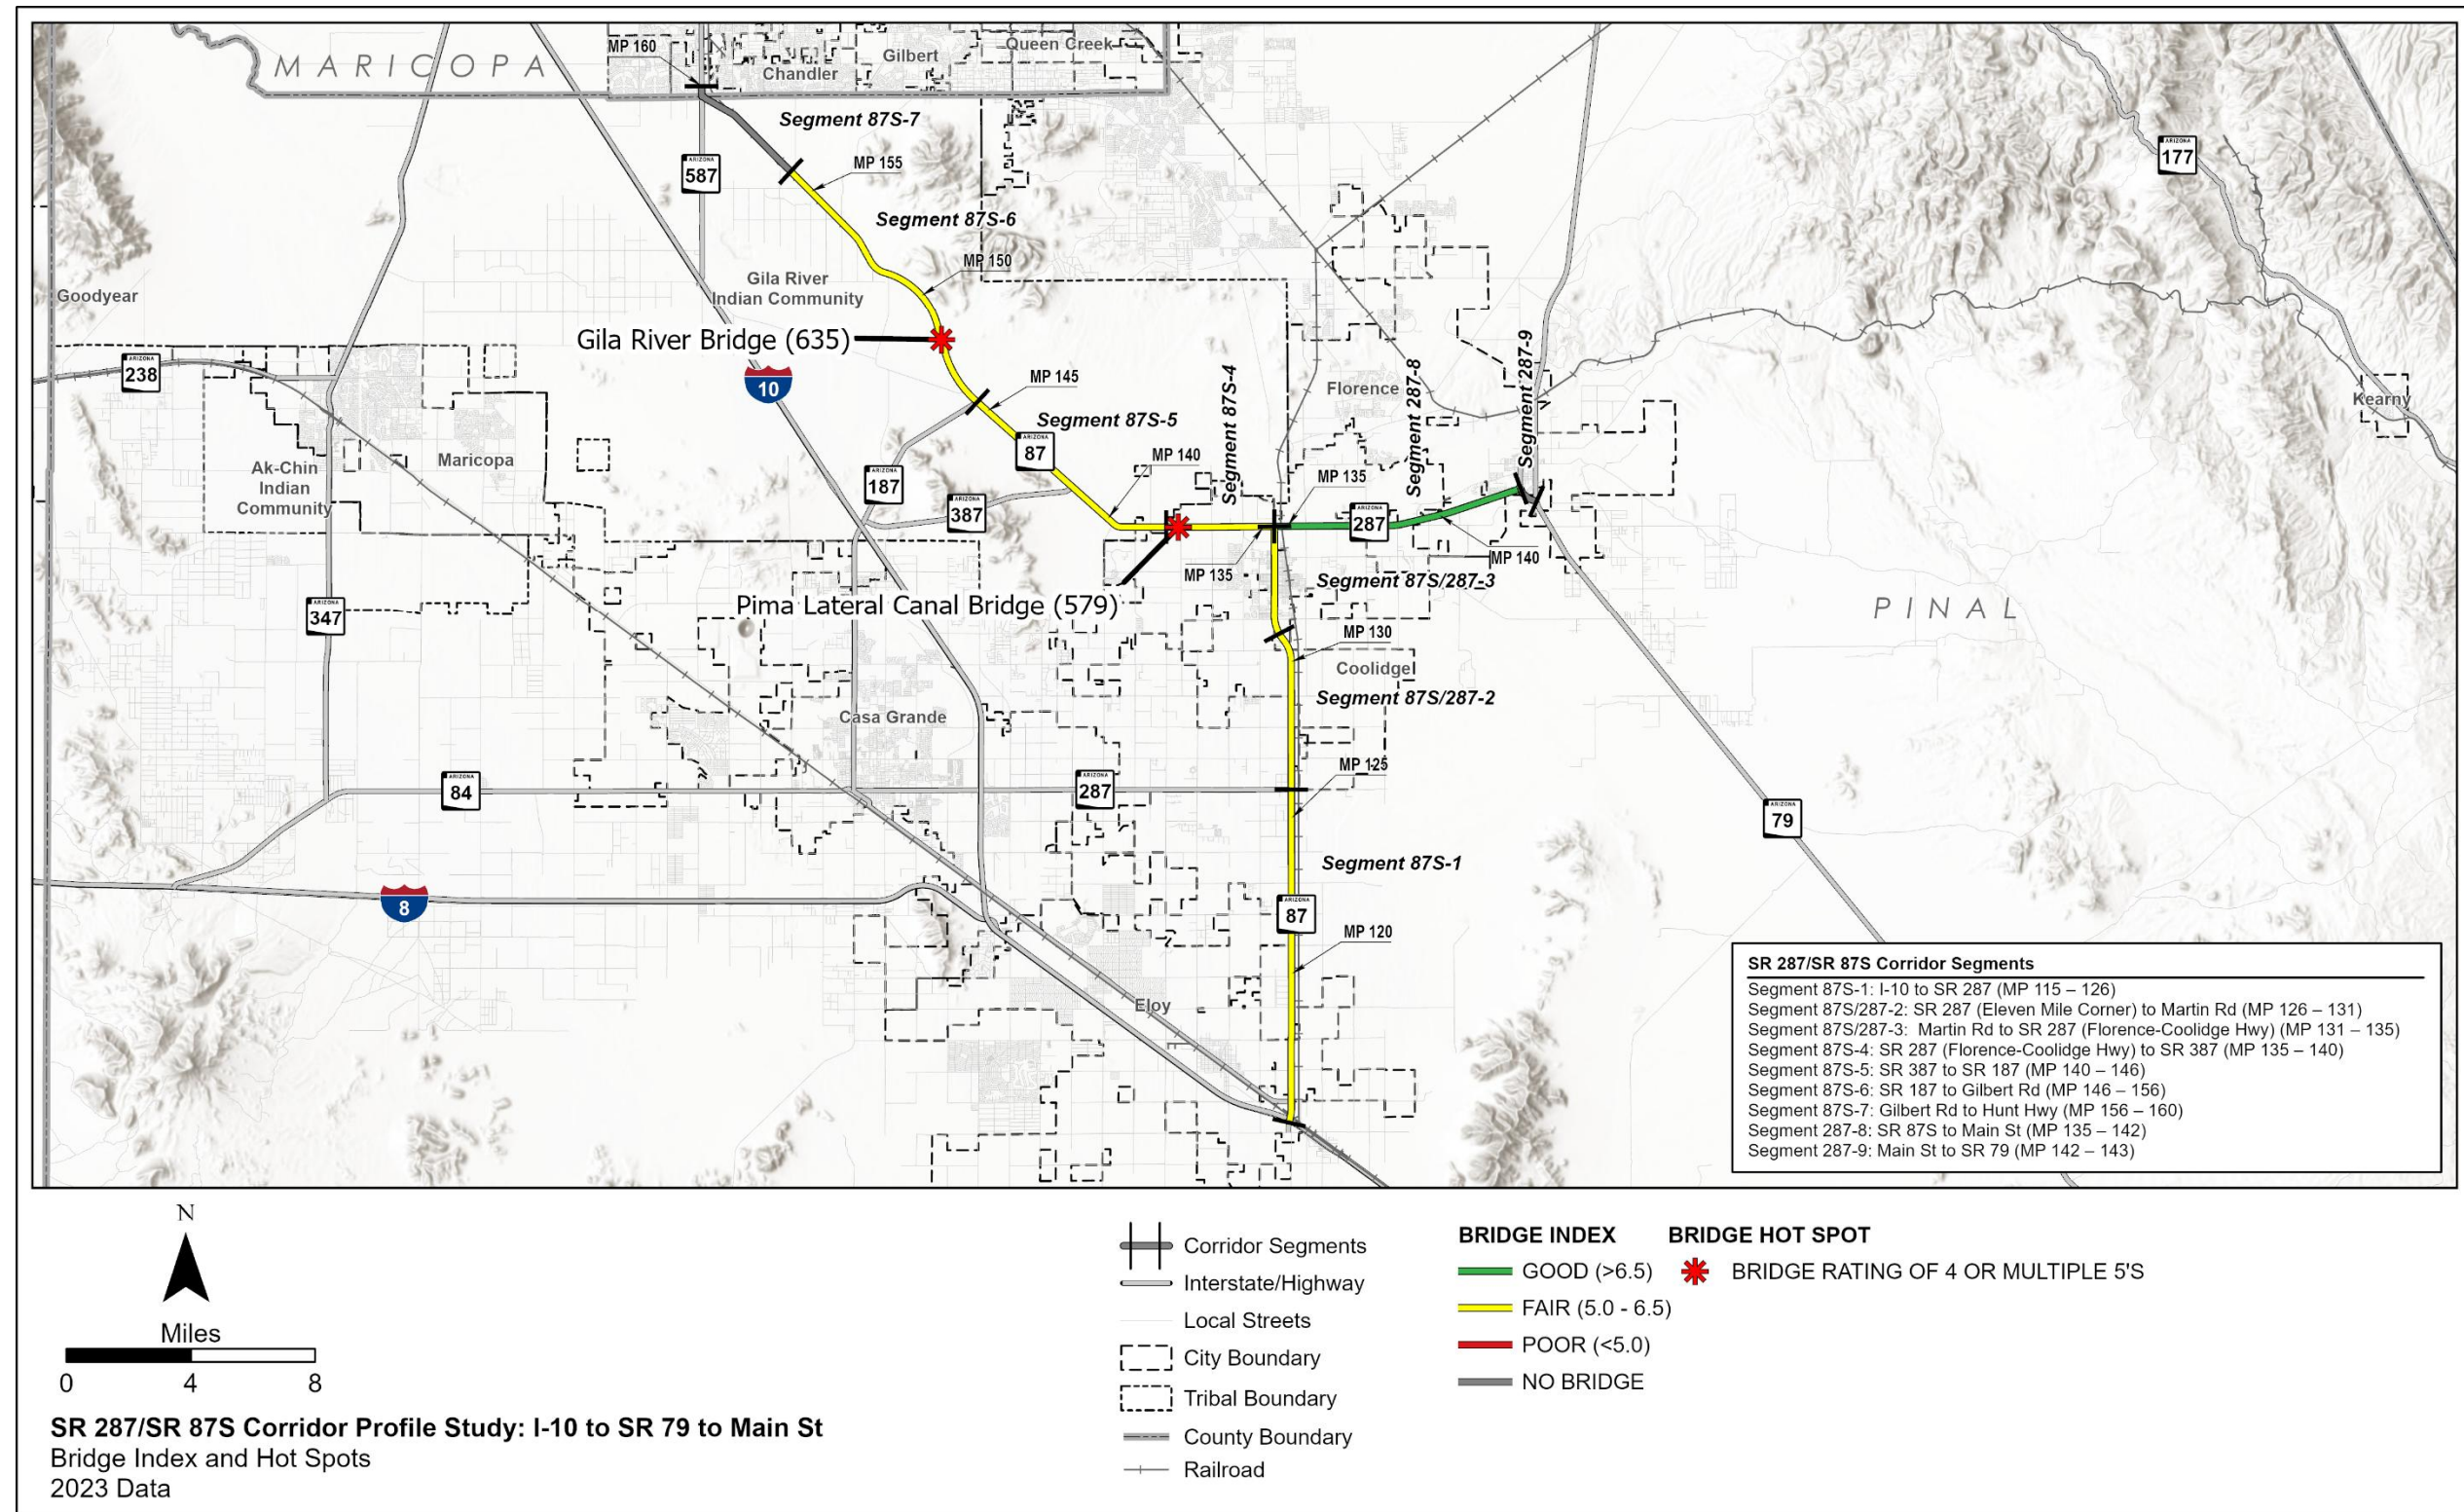 MARICOPA
MP 160
Chandler
Gilbert
Queen Creek
Segment 87S-7
MP 155
ARIZONA
587
Segment 87S-6
ARIZONA
177
MP 150
Gila River
Indian Community
Goodyear
Gila River Bridge (635)
ARIZONA
238
10
MP 145
Segment 87S-4
Florence
Segment 287-8
Segment 287-9
Kearny
Segment 87S-5
ARIZONA
87
Ak-Chin
Indian
Community
Maricopa
ARIZONA
187
MP 140
MP 135
ARIZONA
387
ARIZONA
287
MP 140
MP 135
Segment 87S/287-3
Pima Lateral Canal Bridge (579)
ARIZONA
347
PINAL
MP 130
Coolidge
Segment 87S/287-2
Casa Grande
MP 125
ARIZONA
84
ARIZONA
287
ARIZONA
79
Segment 87S-1
8
ARIZONA
87
MP 120
Eloy
SR 287/SR 87S Corridor Segments
Segment 87S-1: I-10 to SR 287 (MP 115 – 126)
Segment 87S/287-2: SR 287 (Eleven Mile Corner) to Martin Rd (MP 126 – 131)
Segment 87S/287-3: Martin Rd to SR 287 (Florence-Coolidge Hwy) (MP 131 – 135)
Segment 87S-4: SR 287 (Florence-Coolidge Hwy) to SR 387 (MP 135 – 140)
Segment 87S-5: SR 387 to SR 187 (MP 140 – 146)
Segment 87S-6: SR 187 to Gilbert Rd (MP 146 – 156)
Segment 87S-7: Gilbert Rd to Hunt Hwy (MP 156 – 160)
Segment 287-8: SR 87S to Main St (MP 135 – 142)
Segment 287-9: Main St to SR 79 (MP 142 – 143)
N
Miles
0 4 8
SR 287/SR 87S Corridor Profile Study: I-10 to SR 79 to Main St
Bridge Index and Hot Spots
2023 Data
Corridor Segments
Interstate/Highway
Local Streets
City Boundary
Tribal Boundary
County Boundary
Railroad
BRIDGE INDEX
GOOD (>6.5)
FAIR (5.0 - 6.5)
POOR (<5.0)
NO BRIDGE
BRIDGE HOT SPOT
BRIDGE RATING OF 4 OR MULTIPLE 5'S